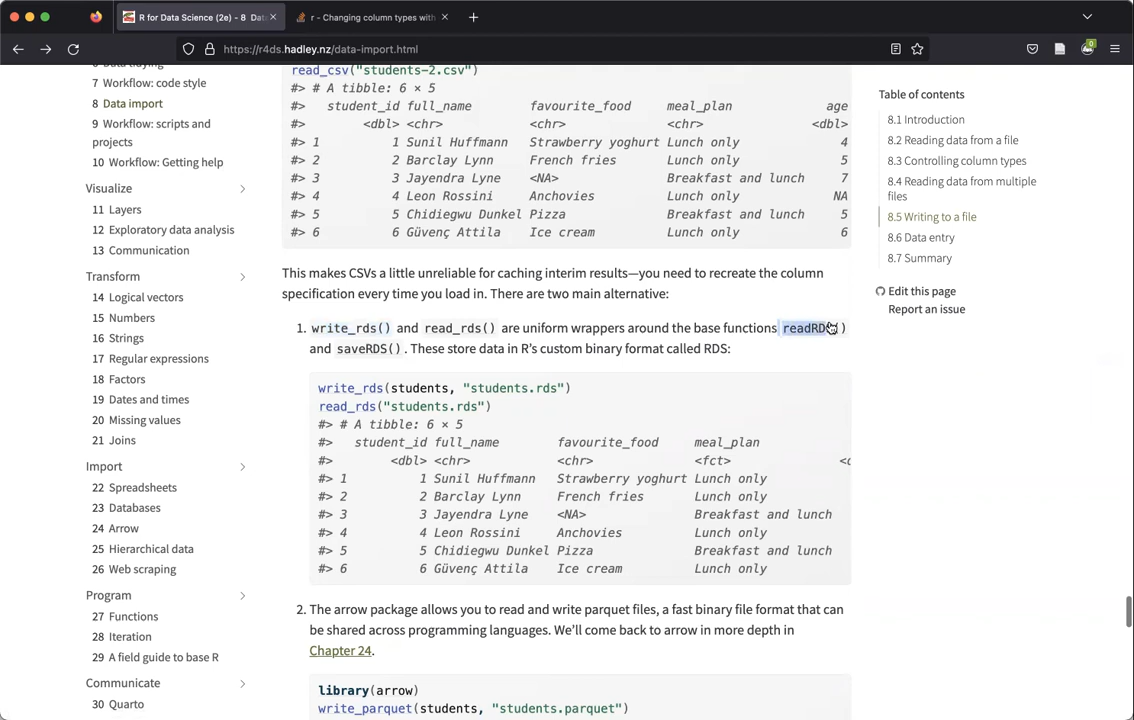 R for Data Science (2e) - 8 Dat
r - Changing column types with
https://r4ds.hadley.nz/data-import.html
0
7 Workflow: code style
8 Data import
9 Workflow: scripts and
projects
10 Workflow: Getting help
Visualize
11 Layers
12 Exploratory data analysis
13 Communication
Transform
14 Logical vectors
15 Numbers
16 Strings
17 Regular expressions
18 Factors
19 Dates and times
20 Missing values
21 Joins
Import
22 Spreadsheets
23 Databases
24 Arrow
25 Hierarchical data
26 Web scraping
Program
27 Functions
28 Iteration
29 A field guide to base R
Communicate
30 Quarto
read_csv("students-2.csv")
#> # A tibble: 6 × 5
#>   student_id full_name        favourite_food     meal_plan             age
#>        <dbl> <chr>            <chr>              <chr>               <dbl>
#> 1          1 Sunil Huffmann   Strawberry yoghurt Lunch only              4
#> 2          2 Barclay Lynn     French fries       Lunch only              5
#> 3          3 Jayendra Lyne    <NA>               Breakfast and lunch     7
#> 4          4 Leon Rossini     Anchovies          Lunch only             NA
#> 5          5 Chidiegwu Dunkel Pizza              Breakfast and lunch     5
#> 6          6 Güvenç Attila    Ice cream          Lunch only              6
This makes CSVs a little unreliable for caching interim results—you need to recreate the column
specification every time you load in. There are two main alternative:
1. write_rds() and read_rds() are uniform wrappers around the base functions readRDS()
and saveRDS(). These store data in R’s custom binary format called RDS:
write_rds(students, "students.rds")
read_rds("students.rds")
#> # A tibble: 6 × 5
#>   student_id full_name        favourite_food     meal_plan
#>        <dbl> <chr>            <chr>              <fct>
#> 1          1 Sunil Huffmann   Strawberry yoghurt Lunch only
#> 2          2 Barclay Lynn     French fries       Lunch only
#> 3          3 Jayendra Lyne    <NA>               Breakfast and lunch
#> 4          4 Leon Rossini     Anchovies          Lunch only
#> 5          5 Chidiegwu Dunkel Pizza              Breakfast and lunch
#> 6          6 Güvenç Attila    Ice cream          Lunch only
2. The arrow package allows you to read and write parquet files, a fast binary file format that can
be shared across programming languages. We’ll come back to arrow in more depth in
Chapter 24.
library(arrow)
write_parquet(students, "students.parquet")
Table of contents
8.1 Introduction
8.2 Reading data from a file
8.3 Controlling column types
8.4 Reading data from multiple
files
8.5 Writing to a file
8.6 Data entry
8.7 Summary
Edit this page
Report an issue